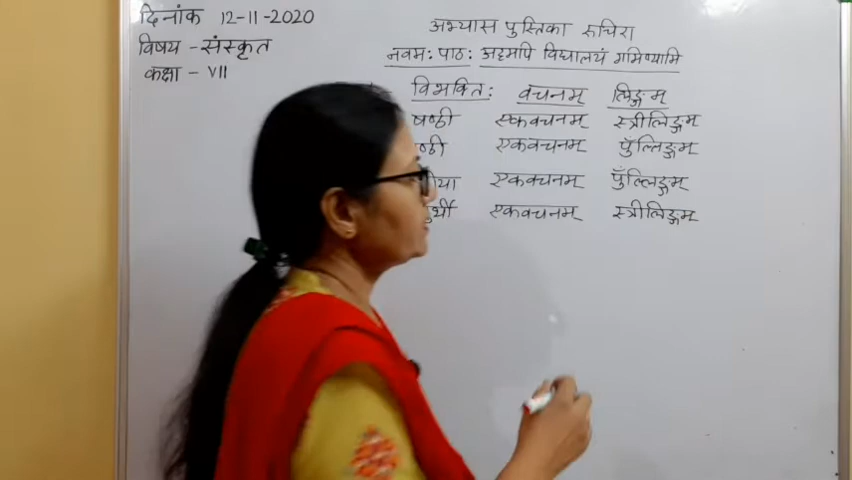 दिनांक 12-11-2020
विषय - संस्कृत
कक्षा - VII
अभ्यास पुस्तिका रुचिरा
नवमः पाठः अहमपि विद्यालयं गमिष्यामि
विभक्तिः वचनम् लिङ्गम्
षष्ठी एकवचनम् स्त्रीलिङ्गम्
ष्ठी एकवचनम् पुँल्लिङ्गम्
ीया एकवचनम् पुँल्लिङ्गम्
ुर्थी एकवचनम् स्त्रीलिङ्गम्